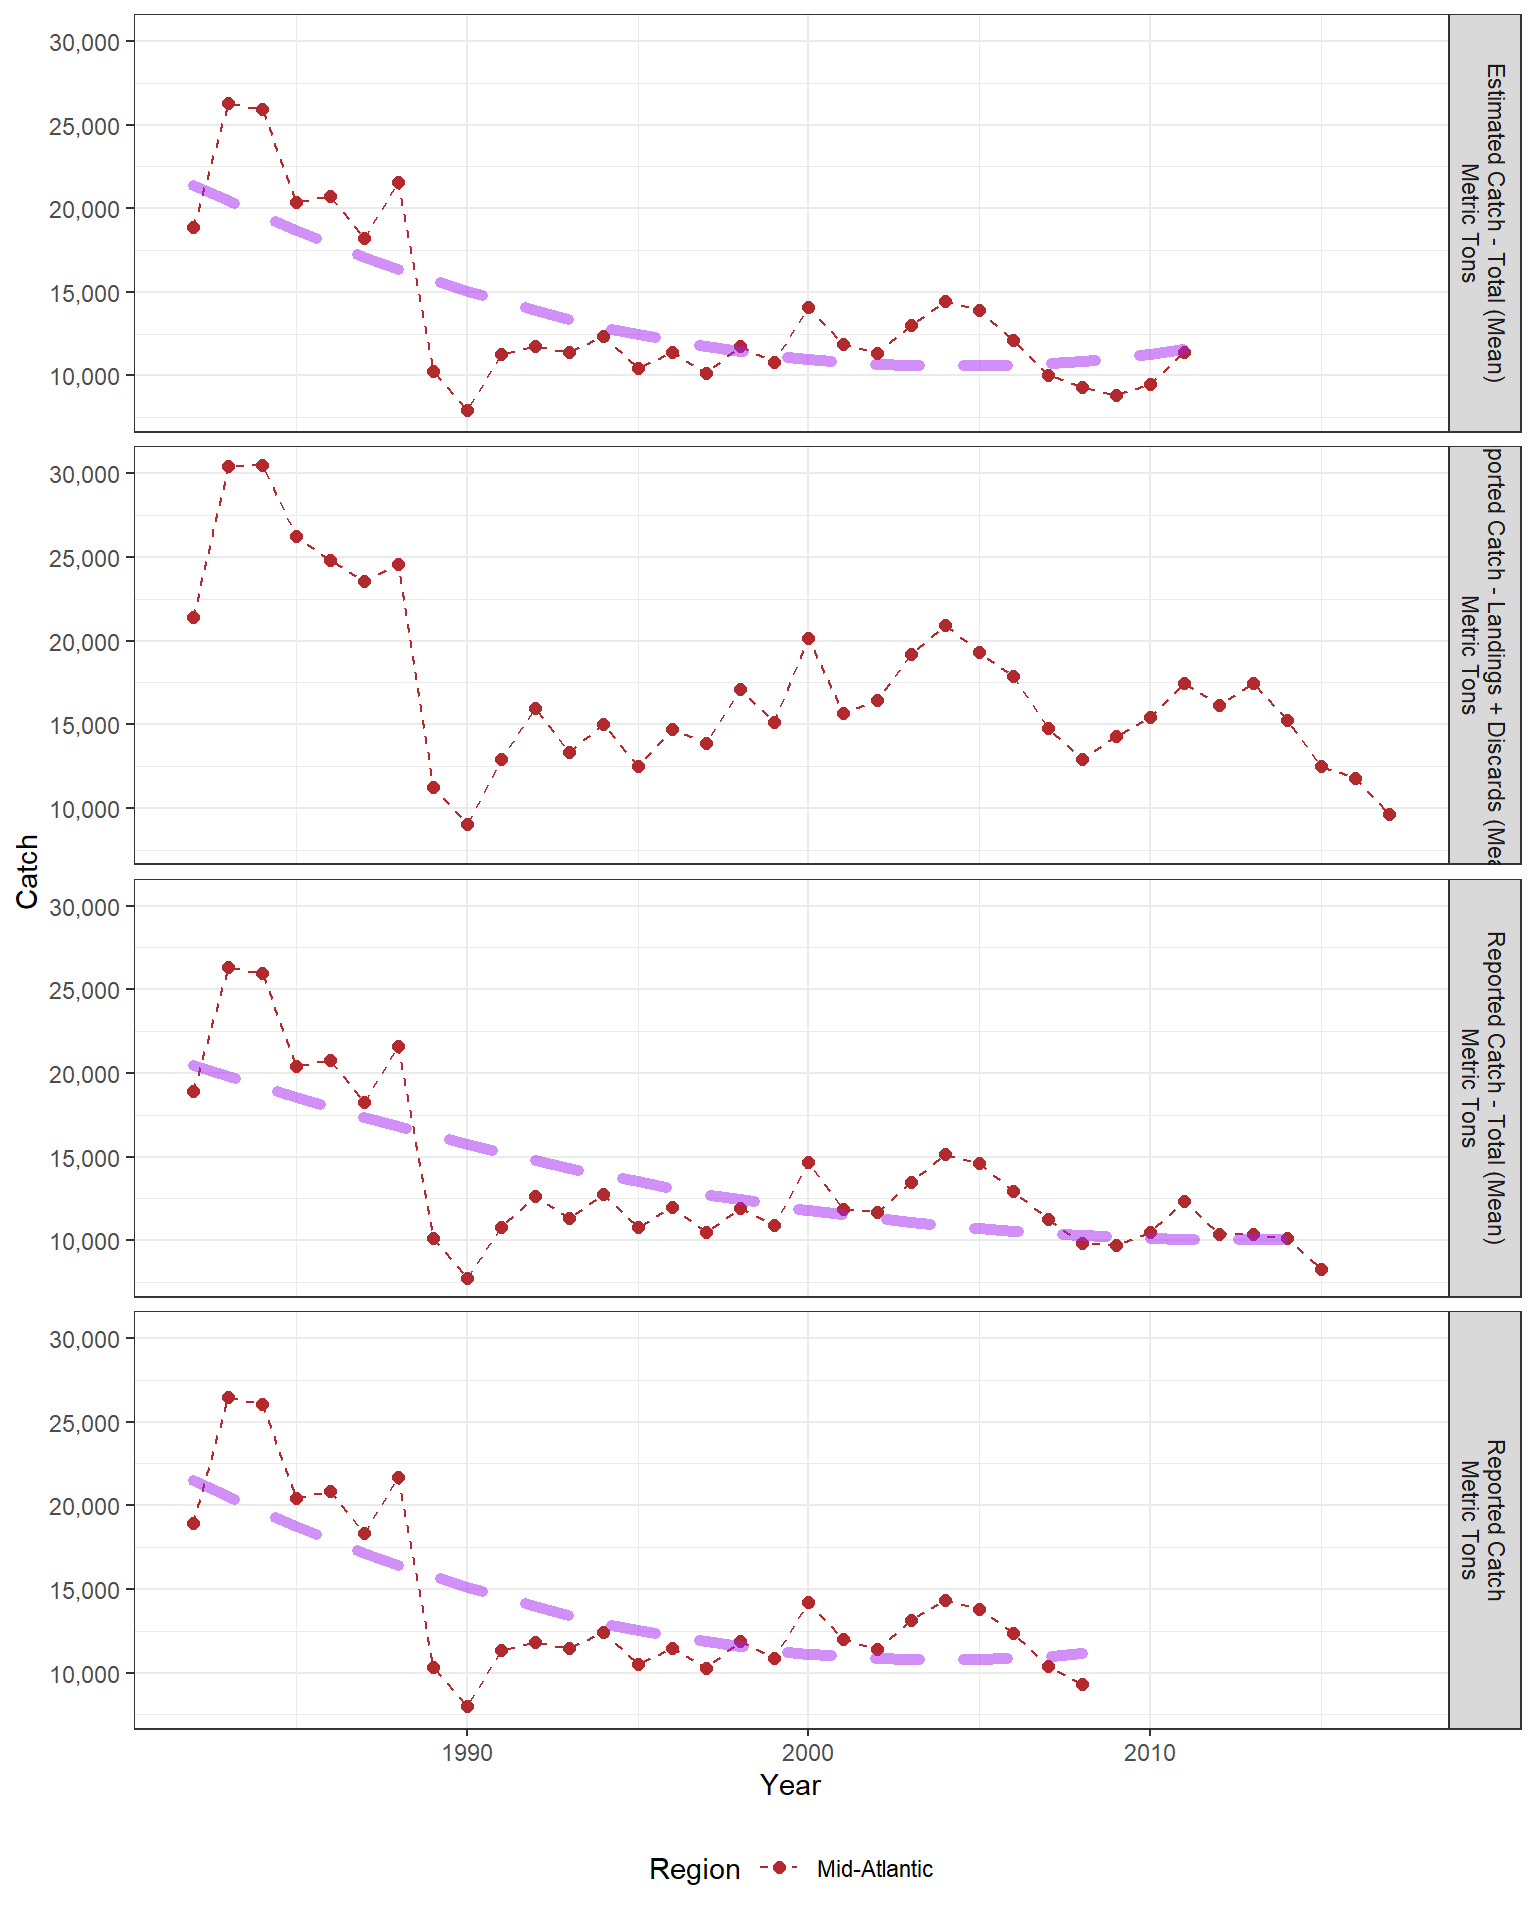 30,000
25,000
20,000
15,000
10,000
Estimated Catch - Total (Mean)
Metric Tons
30,000
25,000
20,000
15,000
10,000
ported Catch - Landings + Discards (Mea
Metric Tons
Catch
30,000
25,000
20,000
15,000
10,000
Reported Catch - Total (Mean)
Metric Tons
30,000
25,000
20,000
15,000
10,000
Reported Catch
Metric Tons
1990
2000
2010
Year
Region
Mid-Atlantic